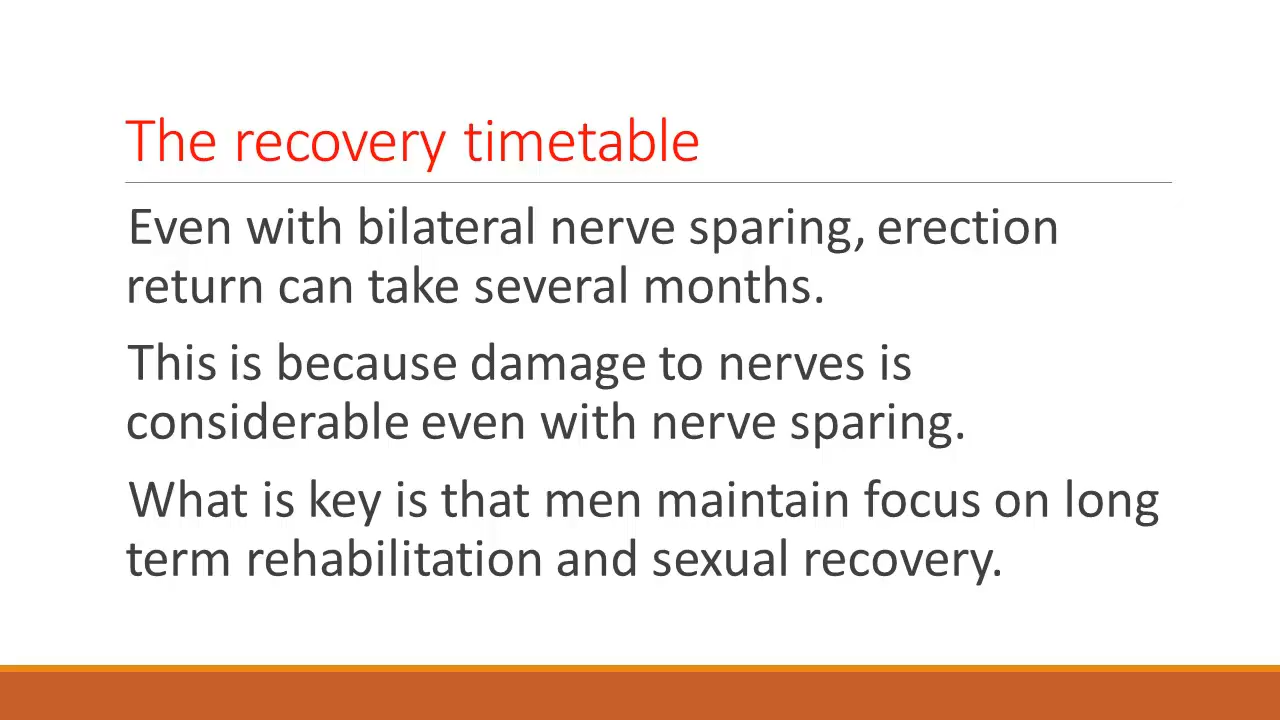 The recovery timetable
Even with bilateral nerve sparing, erection
return can take several months.
This is because damage to nerves is
considerable even with nerve sparing.
What is key is that men maintain focus on long
term rehabilitation and sexual recovery.